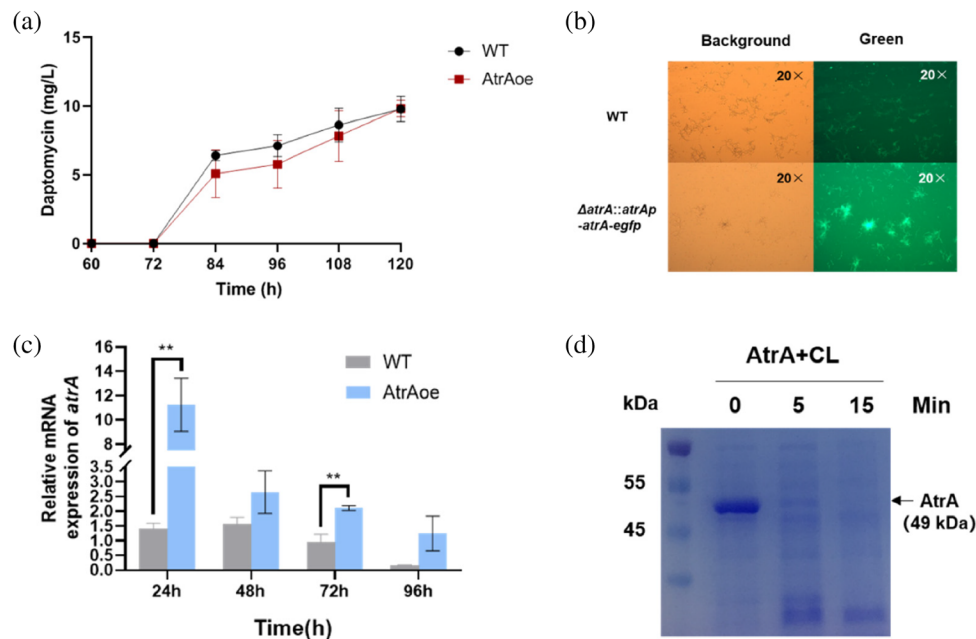 (a)
15
10
5
0
Daptomycin (mg/L)
60 72 84 96 108 120
Time (h)
WT
AtrAoe
(b)
Background Green
WT
20× 20×
ΔatrA::atrAp
-atrA-egfp
20× 20×
(c)
Relative mRNA
expression of atrA
16
14
12
10
8
6
4
3.5
3.0
2.5
2.0
1.5
1.0
0.5
0.0
**
**
WT
AtrAoe
24h 48h 72h 96h
Time(h)
(d)
AtrA+CL
kDa 0 5 15 Min
55
45
AtrA
(49 kDa)